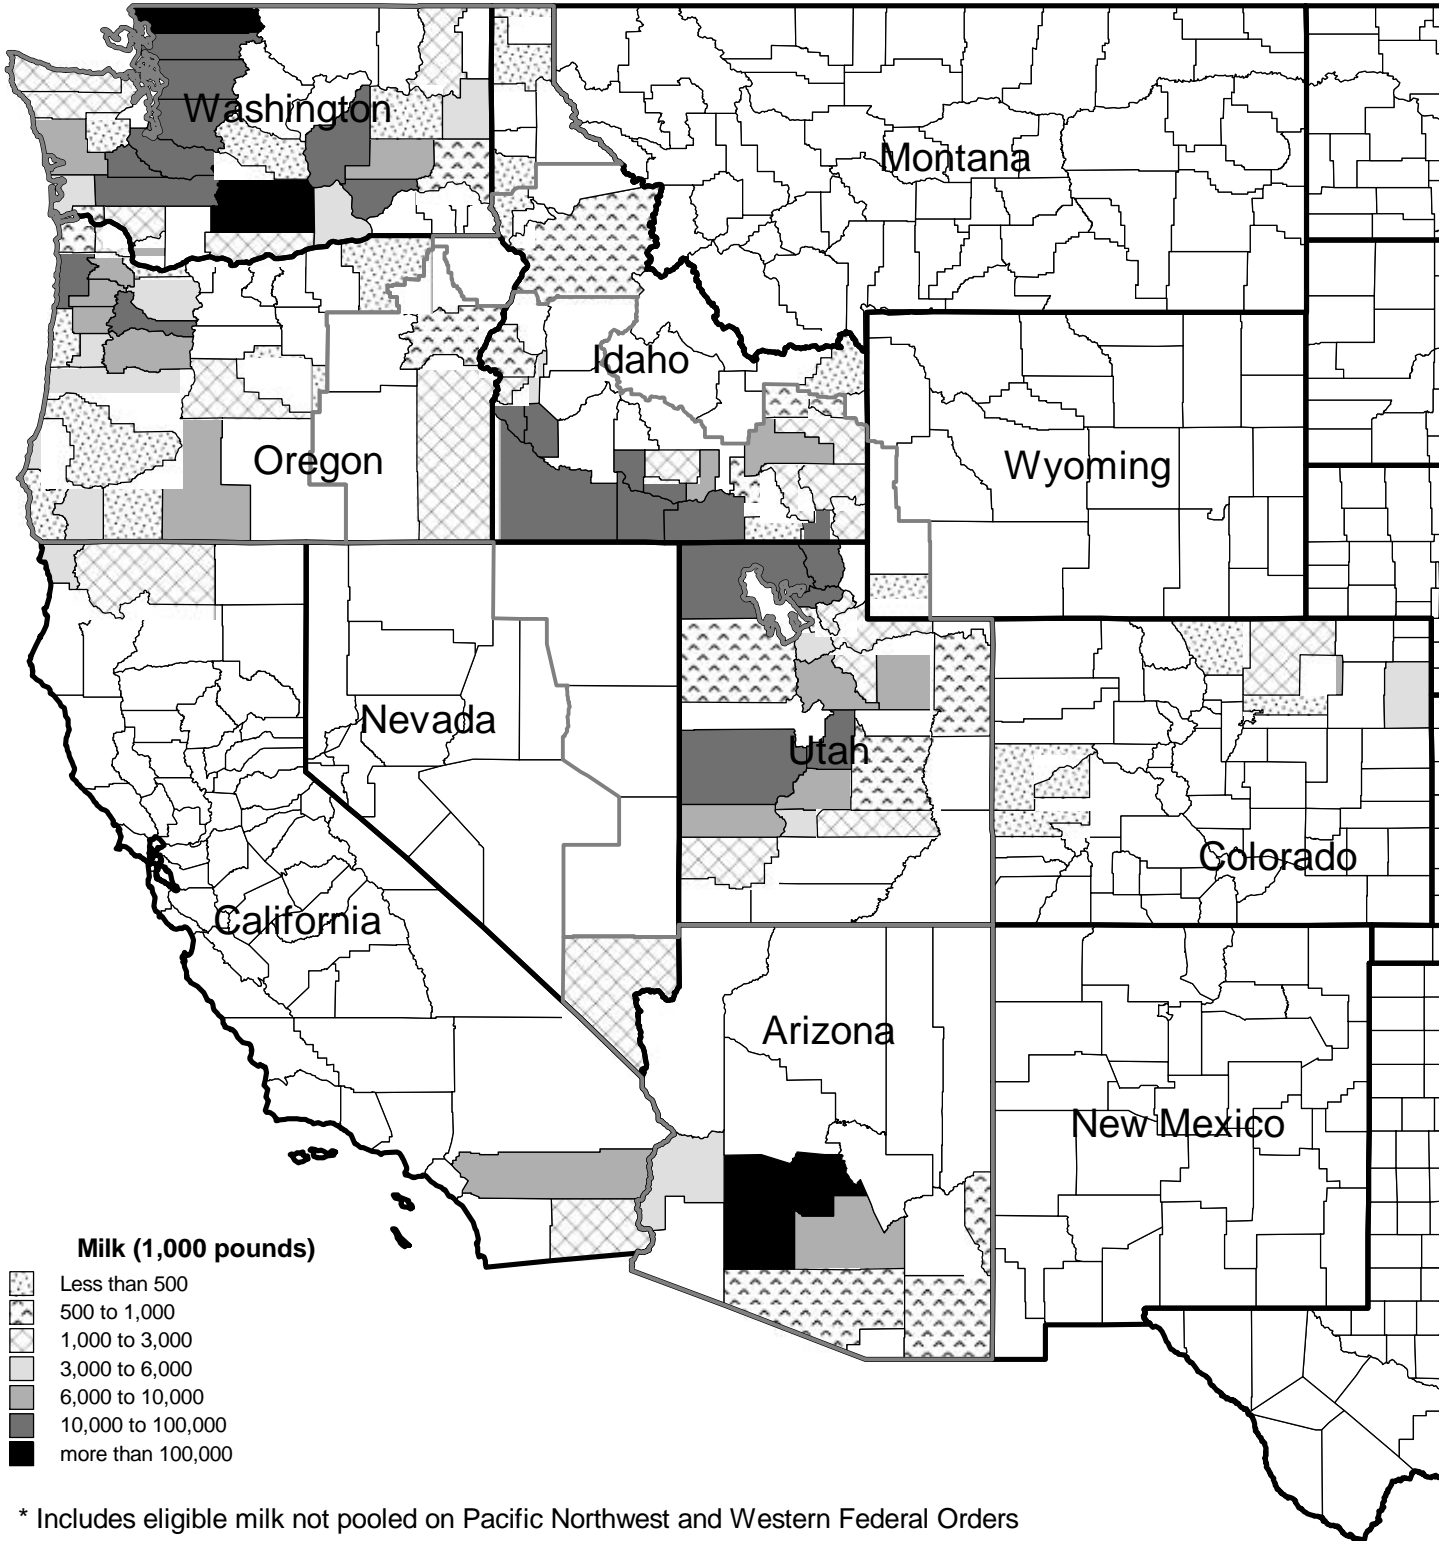 Washington
Montana
Idaho
Oregon
Wyoming
Nevada
Utah
Colorado
California
Arizona
New Mexico
Milk (1,000 pounds)
Less than 500
500 to 1,000
1,000 to 3,000
3,000 to 6,000
6,000 to 10,000
10,000 to 100,000
more than 100,000
* Includes eligible milk not pooled on Pacific Northwest and Western Federal Orders